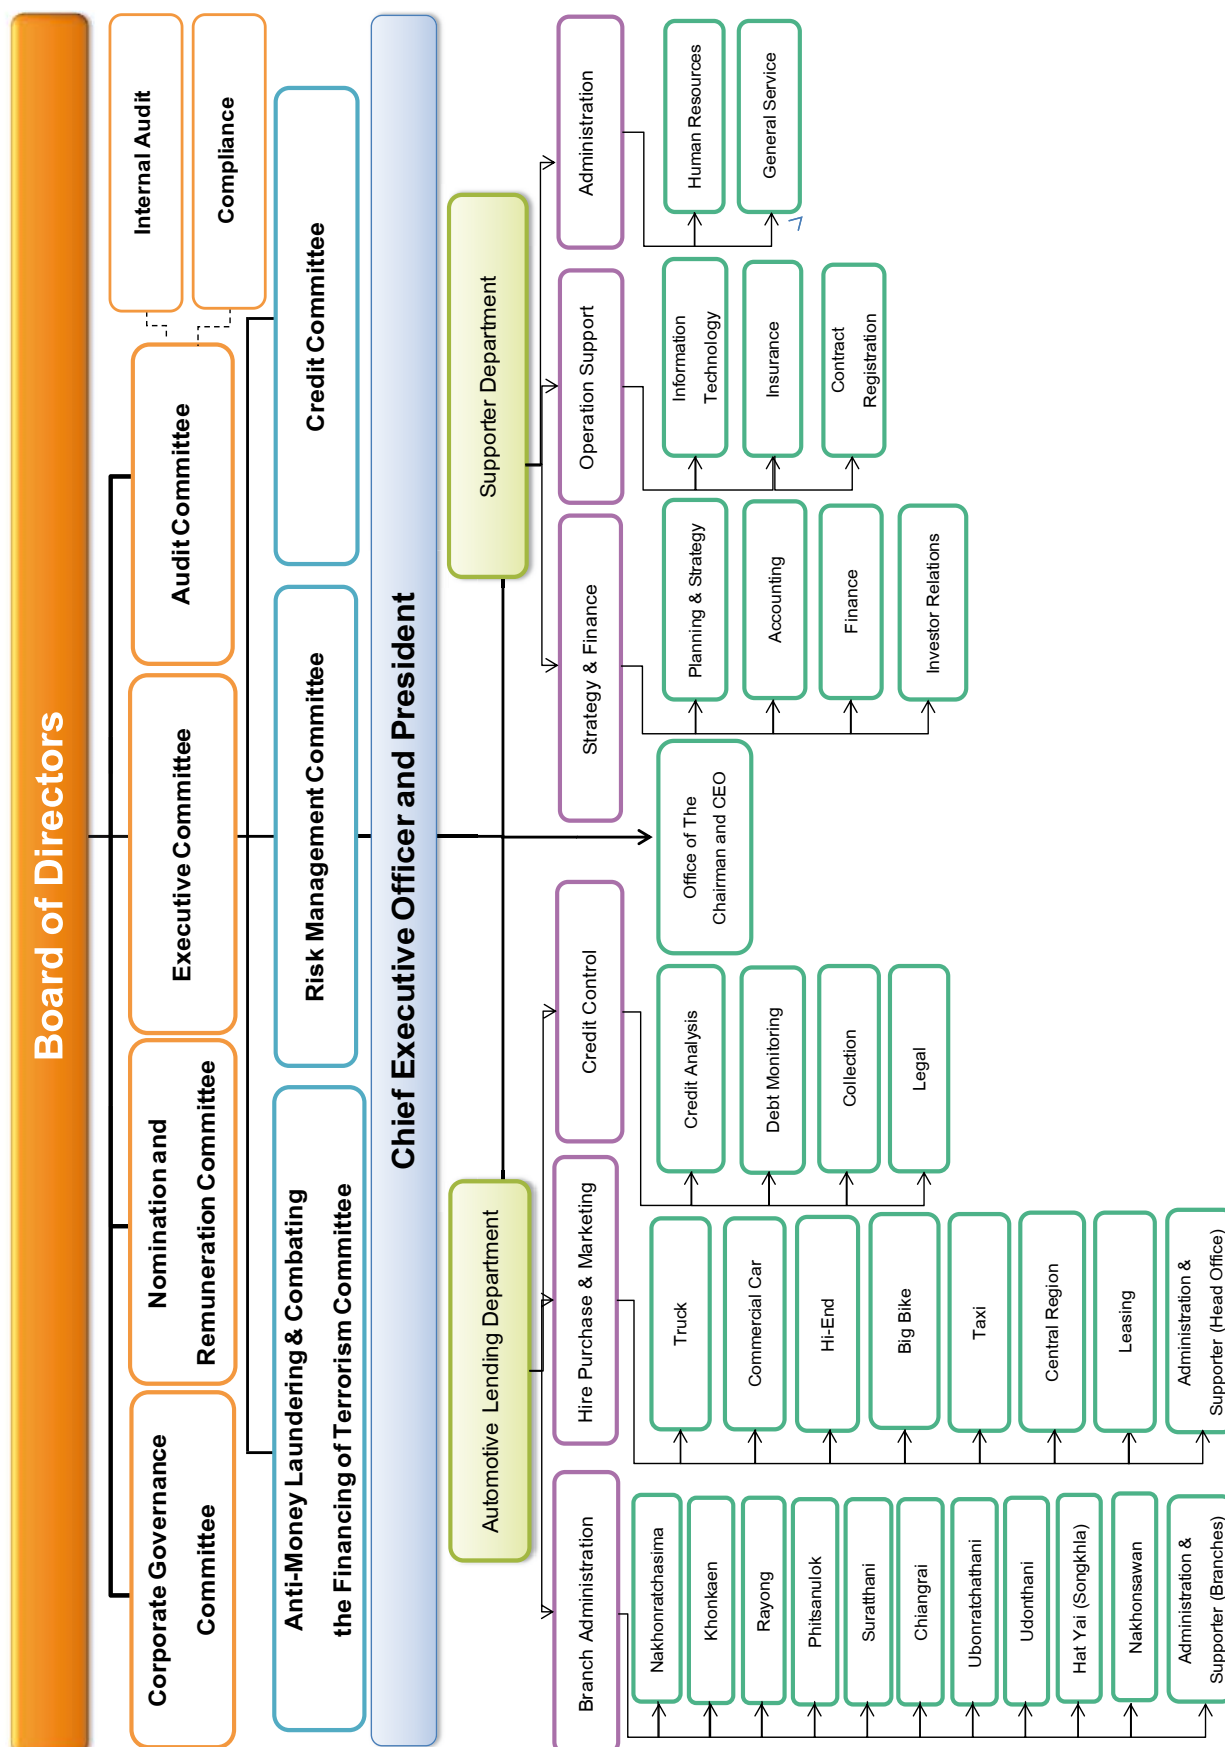 Board of Directors
Internal Audit
Compliance
Corporate Governance
Committee
Nomination and
Remuneration Committee
Executive Committee
Audit Committee
Anti-Money Laundering & Combating
the Financing of Terrorism Committee
Risk Management Committee
Credit Committee
Chief Executive Officer and President
Automotive Lending Department
Supporter Department
Branch Administration
Hire Purchase & Marketing
Credit Control
Strategy & Finance
Operation Support
Administration
Nakhonratchasima
Khonkaen
Rayong
Phitsanulok
Suratthani
Chiangrai
Ubonratchathani
Udonthani
Hat Yai (Songkhla)
Nakhonsawan
Administration &
Supporter (Branches)
Truck
Commercial Car
Hi-End
Big Bike
Taxi
Central Region
Leasing
Administration &
Supporter (Head Office)
Credit Analysis
Debt Monitoring
Collection
Legal
Office of The
Chairman and CEO
Planning & Strategy
Accounting
Finance
Investor Relations
Information
Technology
Insurance
Contract
Registration
Human Resources
General Service